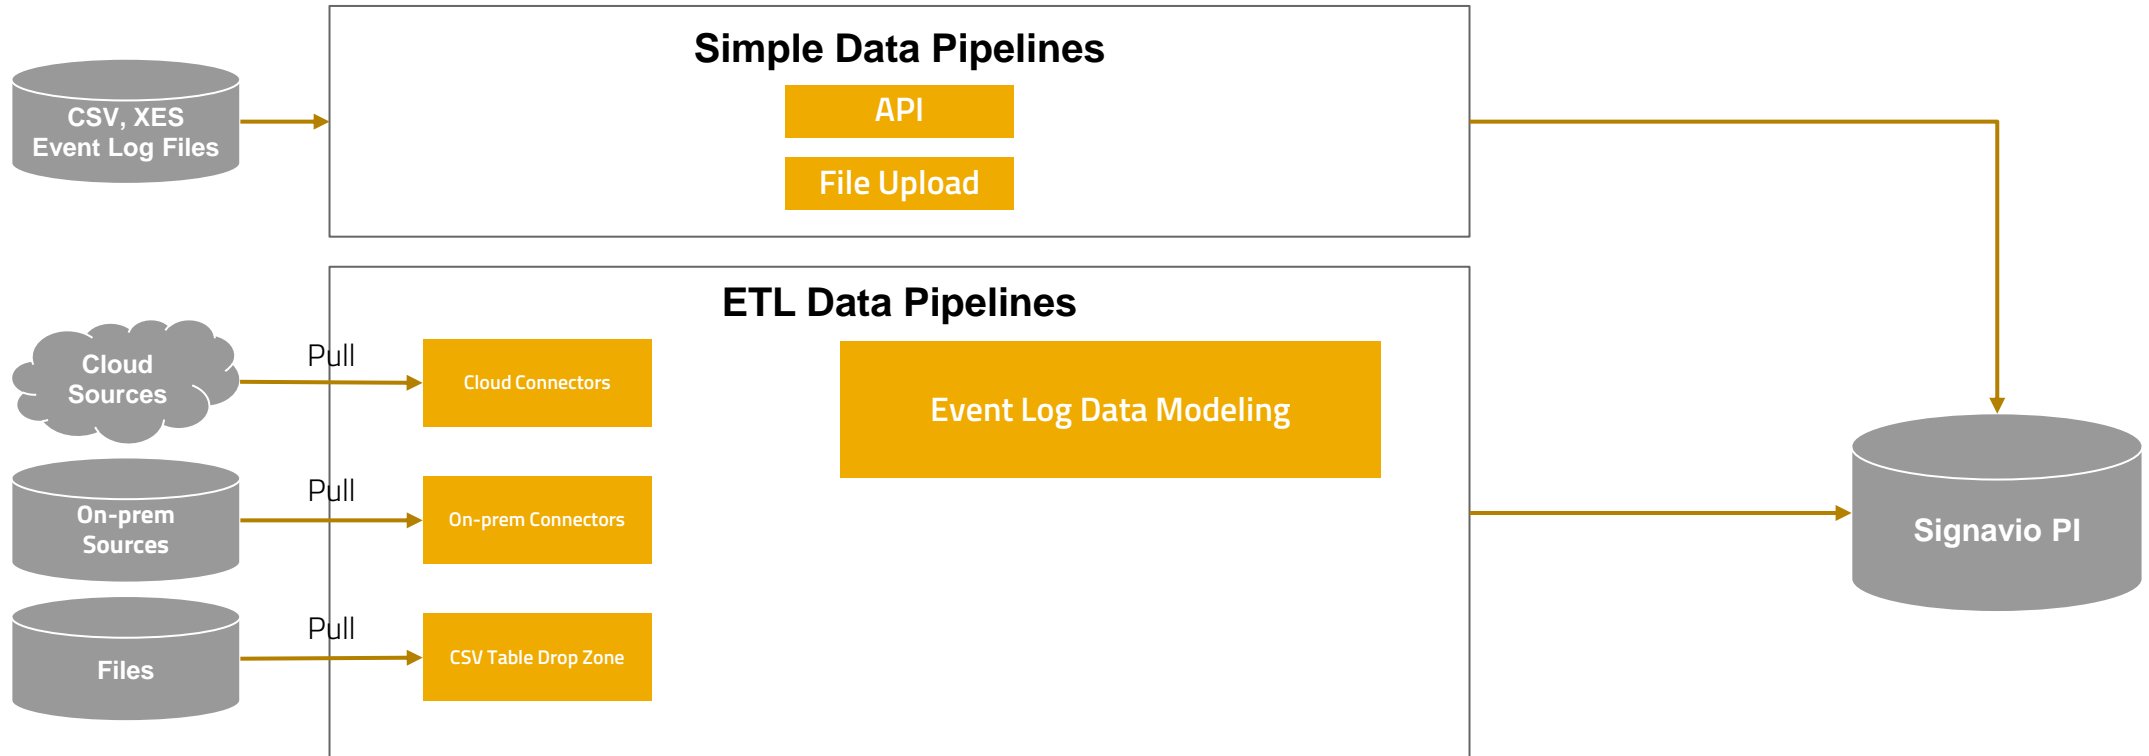 Simple Data Pipelines
CSV, XES
Event Log Files
API
File Upload
ETL Data Pipelines
Cloud
Sources
Pull
Cloud Connectors
Event Log Data Modeling
On-prem
Sources
Pull
On-prem Connectors
Signavio PI
Files
Pull
CSV Table Drop Zone